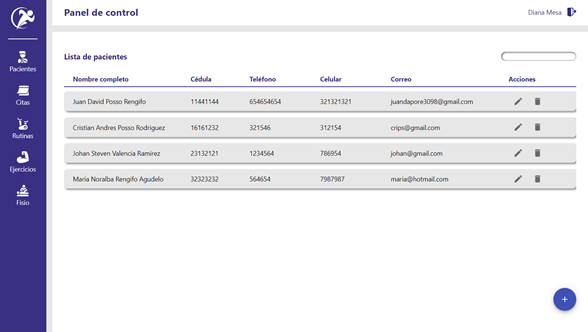 Panel de control
Diana Mesa
Pacientes
Citas
Rutinas
Ejercicios
Fisio
Lista de pacientes
Nombre completo Cédula Teléfono Celular Correo Acciones
Juan David Posso Rengifo 11441144 654654654 321321321 juandapore3098@gmail.com
Cristian Andres Posso Rodriguez 16161232 321546 312154 crips@gmail.com
Johan Steven Valencia Ramirez 23132121 1234564 786954 johan@gmail.com
Maria Noralba Rengifo Agudelo 32323232 564654 7987987 maria@hotmail.com
+